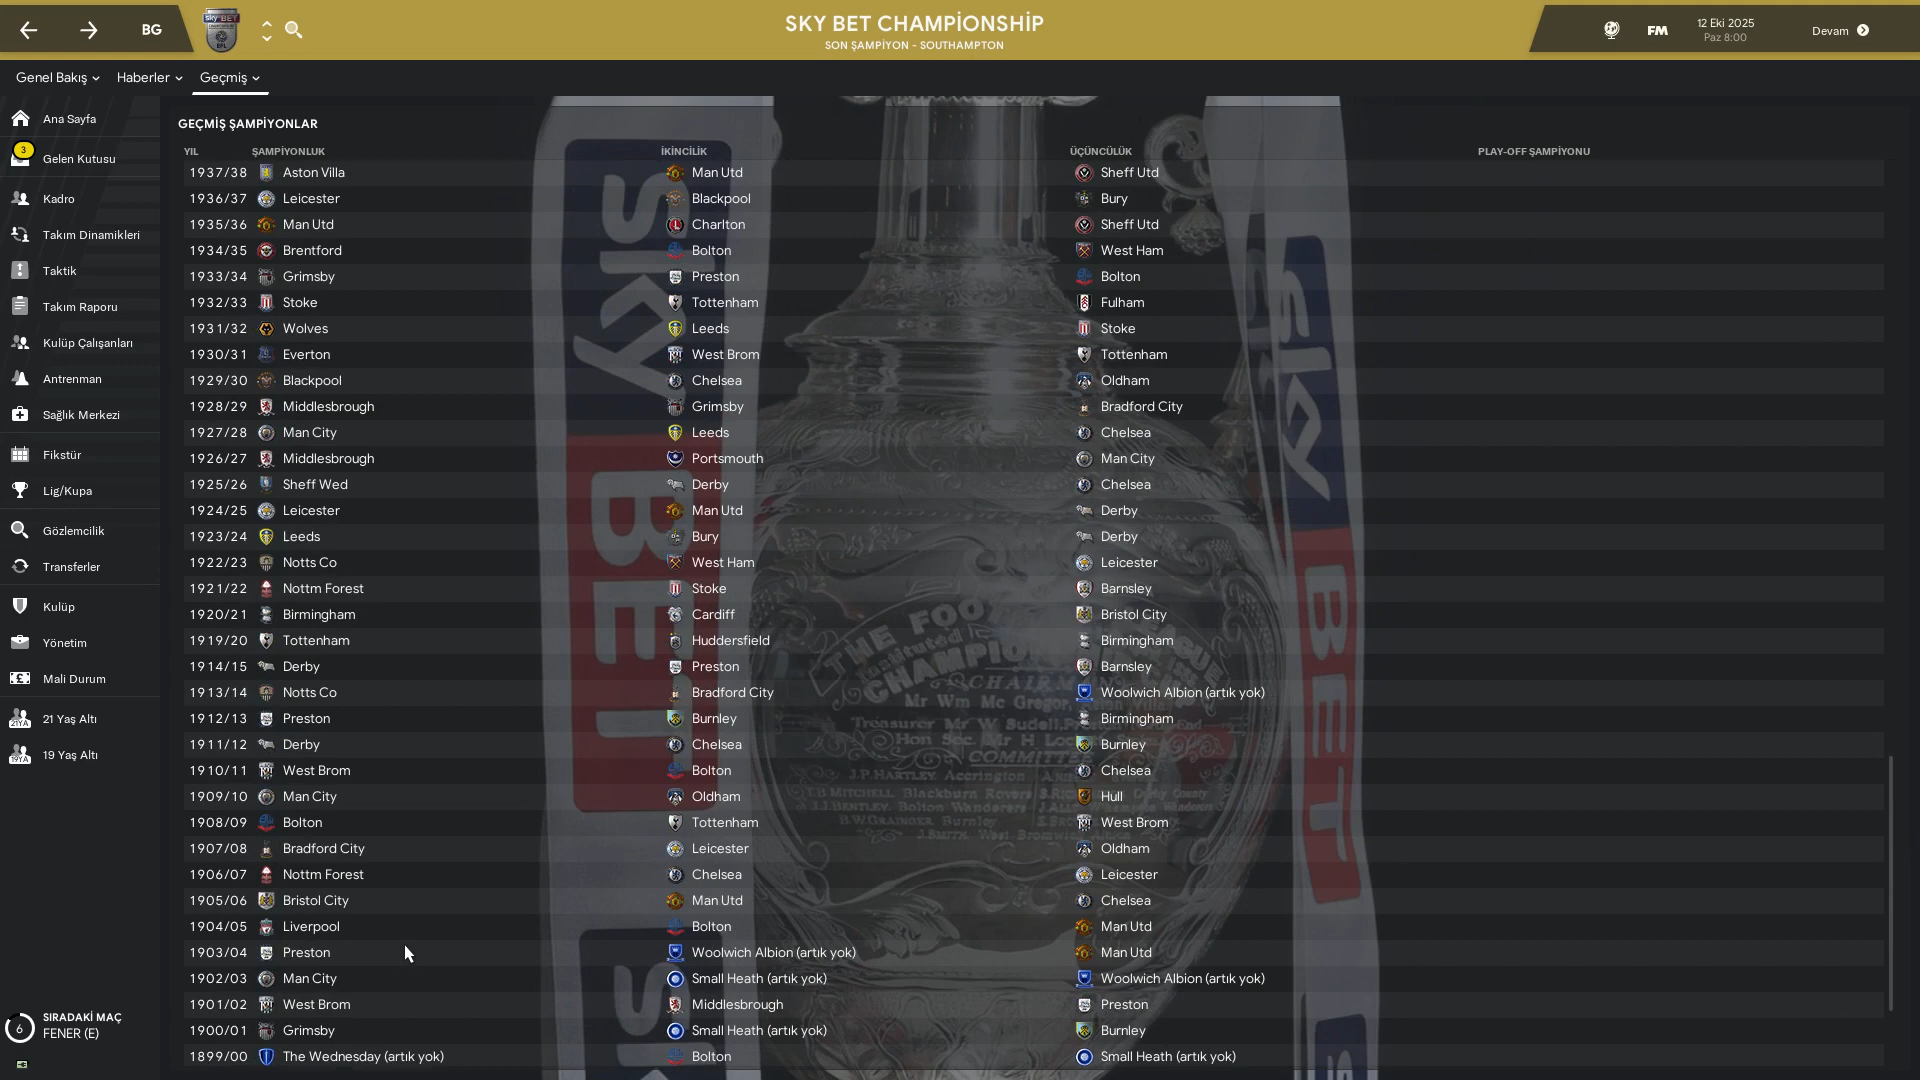 BG
SKY BET CHAMPİONSHİP
SON ŞAMPİYON - SOUTHAMPTON
FM
12 Eki 2025
Paz 8:00
Devam
Genel Bakış
Haberler
Geçmiş
Ana Sayfa
3
Gelen Kutusu
Kadro
Takım Dinamikleri
Taktik
Takım Raporu
Kulüp Çalışanları
Antrenman
Sağlık Merkezi
Fikstür
Lig/Kupa
Gözlemcilik
Transferler
Kulüp
Yönetim
Mali Durum
21 Yaş Altı
19 Yaş Altı
6
SIRADAKİ MAÇ
FENER (E)
GEÇMİŞ ŞAMPİYONLAR
YIL ŞAMPİYONLUK İKİNCİLİK ÜÇÜNCÜLÜK PLAY-OFF ŞAMPİYONU
1937/38 Aston Villa Man Utd Sheff Utd
1936/37 Leicester Blackpool Bury
1935/36 Man Utd Charlton Sheff Utd
1934/35 Brentford Bolton West Ham
1933/34 Grimsby Preston Bolton
1932/33 Stoke Tottenham Fulham
1931/32 Wolves Leeds Stoke
1930/31 Everton West Brom Tottenham
1929/30 Blackpool Chelsea Oldham
1928/29 Middlesbrough Grimsby Bradford City
1927/28 Man City Leeds Chelsea
1926/27 Middlesbrough Portsmouth Man City
1925/26 Sheff Wed Derby Chelsea
1924/25 Leicester Man Utd Derby
1923/24 Leeds Bury Derby
1922/23 Notts Co West Ham Leicester
1921/22 Nottm Forest Stoke Barnsley
1920/21 Birmingham Cardiff Bristol City
1919/20 Tottenham Huddersfield Birmingham
1914/15 Derby Preston Barnsley
1913/14 Notts Co Bradford City Woolwich Albion (artık yok)
1912/13 Preston Burnley Birmingham
1911/12 Derby Chelsea Burnley
1910/11 West Brom Bolton Chelsea
1909/10 Man City Oldham Hull
1908/09 Bolton Tottenham West Brom
1907/08 Bradford City Leicester Oldham
1906/07 Nottm Forest Chelsea Leicester
1905/06 Bristol City Man Utd Chelsea
1904/05 Liverpool Bolton Man Utd
1903/04 Preston Woolwich Albion (artık yok) Man Utd
1902/03 Man City Small Heath (artık yok) Woolwich Albion (artık yok)
1901/02 West Brom Middlesbrough Preston
1900/01 Grimsby Small Heath (artık yok) Burnley
1899/00 The Wednesday (artık yok) Bolton Small Heath (artık yok)